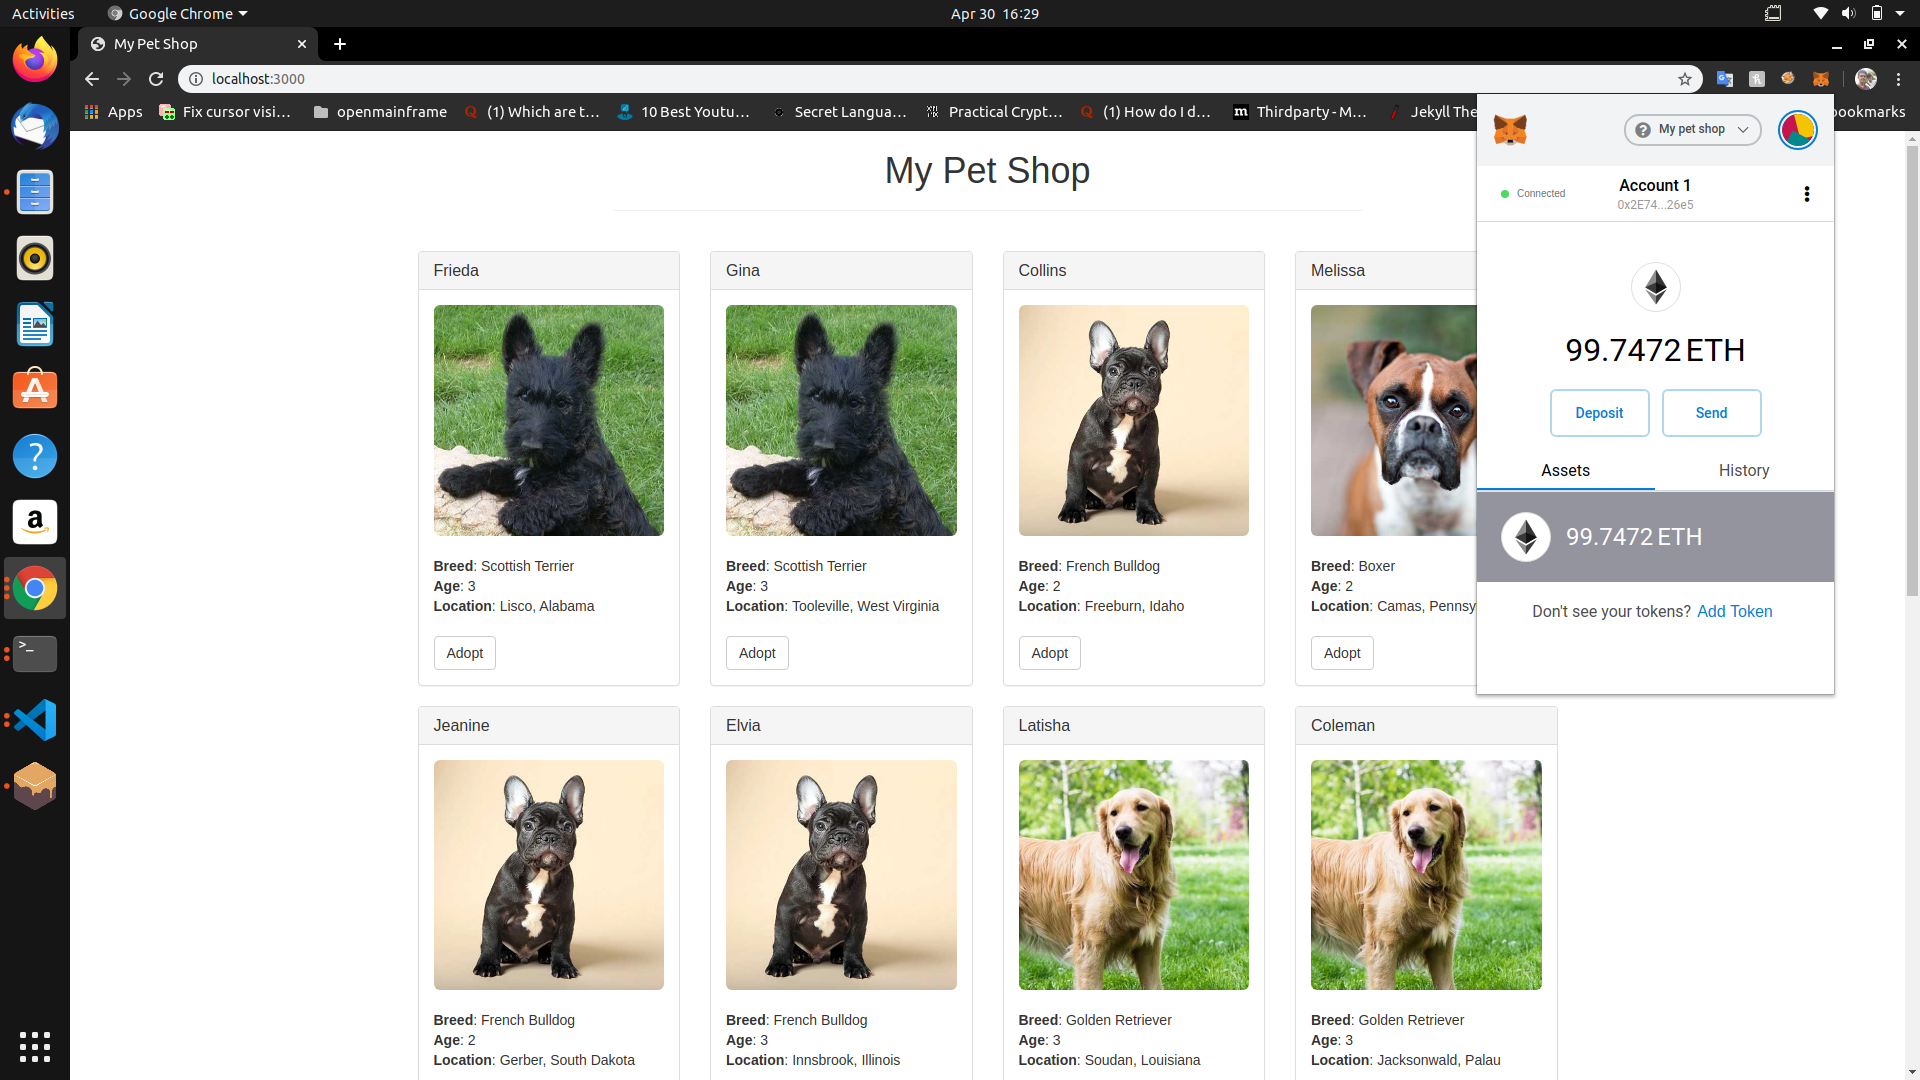 Activities
Google Chrome
Apr 30 16:29
My Pet Shop
localhost:3000
Apps
Fix cursor visi...
openmainframe
(1) Which are t...
10 Best Youtu...
Secret Langua...
Practical Crypt...
(1) How do I d...
m
Thirdparty - M...
Jekyll The
bookmarks
My Pet Shop
My pet shop
Connected
Account 1
0x2E74...26e5
99.7472 ETH
Deposit
Send
Assets
History
99.7472 ETH
Don't see your tokens? Add Token
Frieda
Breed: Scottish Terrier
Age: 3
Location: Lisco, Alabama
Adopt
Gina
Breed: Scottish Terrier
Age: 3
Location: Tooleville, West Virginia
Adopt
Collins
Breed: French Bulldog
Age: 2
Location: Freeburn, Idaho
Adopt
Melissa
Breed: Boxer
Age: 2
Location: Camas, Pennsy
Adopt
Jeanine
Breed: French Bulldog
Age: 2
Location: Gerber, South Dakota
Elvia
Breed: French Bulldog
Age: 3
Location: Innsbrook, Illinois
Latisha
Breed: Golden Retriever
Age: 3
Location: Soudan, Louisiana
Coleman
Breed: Golden Retriever
Age: 3
Location: Jacksonwald, Palau